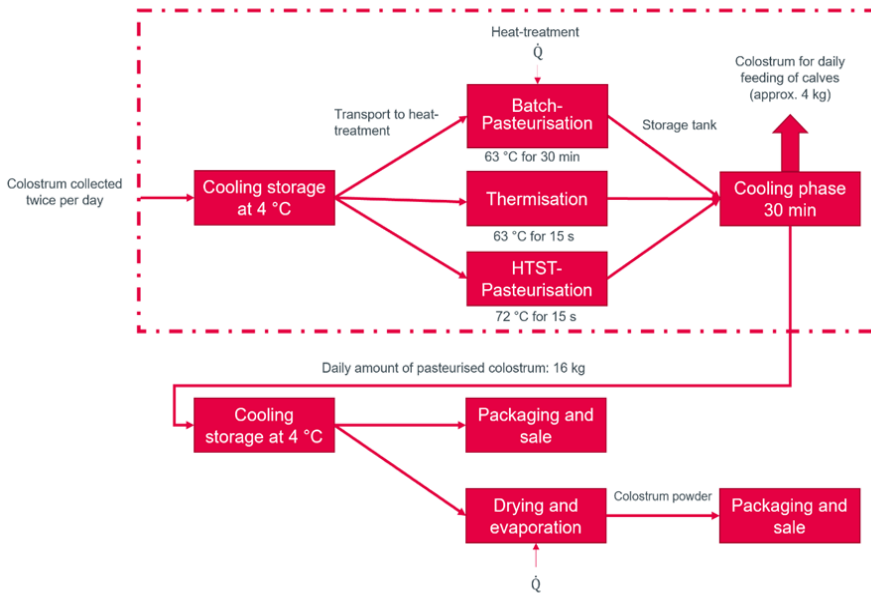 Heat-treatment
Q̇
Colostrum for daily
feeding of calves
(approx. 4 kg)
Transport to heat-
treatment
Batch-
Pasteurisation
Storage tank
63 °C for 30 min
Colostrum collected
twice per day
Cooling storage
at 4 °C
Thermisation
Cooling phase
30 min
63 °C for 15 s
HTST-
Pasteurisation
72 °C for 15 s
Daily amount of pasteurised colostrum: 16 kg
Cooling
storage at 4 °C
Packaging and
sale
Drying and
evaporation
Colostrum powder
Packaging and
sale
Q̇